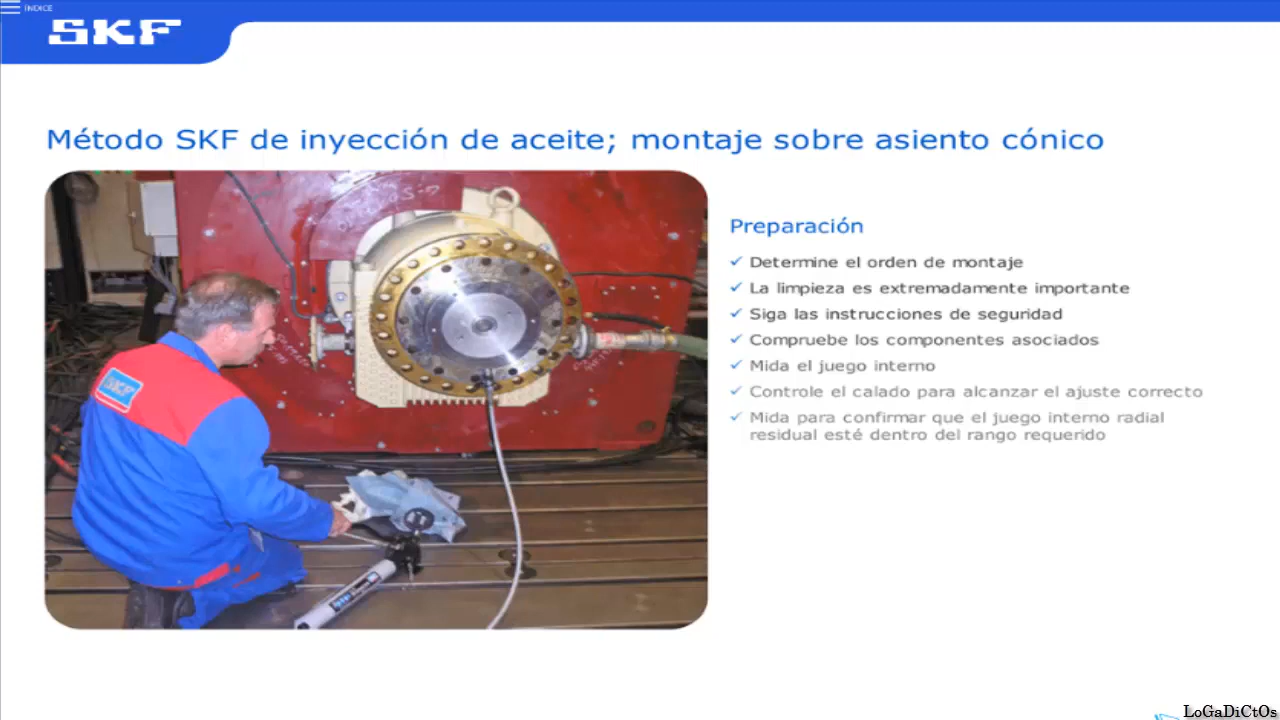 ÍNDICE
SKF
Método SKF de inyección de aceite; montaje sobre asiento cónico
Preparación
Determine el orden de montaje
La limpieza es extremadamente importante
Siga las instrucciones de seguridad
Compruebe los componentes asociados
Mida el juego interno
Controle el calado para alcanzar el ajuste correcto
Mida para confirmar que el juego interno radial
residual esté dentro del rango requerido
SKF
LoGaDiCtOs